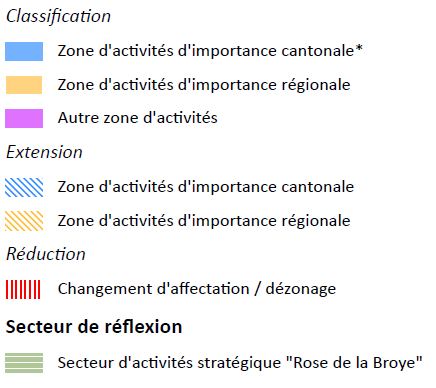 Classification
Zone d'activités d'importance cantonale*
Zone d'activités d'importance régionale
Autre zone d'activités
Extension
Zone d'activités d'importance cantonale
Zone d'activités d'importance régionale
Réduction
Changement d'affectation / dézonage
Secteur de réflexion
Secteur d'activités stratégique "Rose de la Broye"